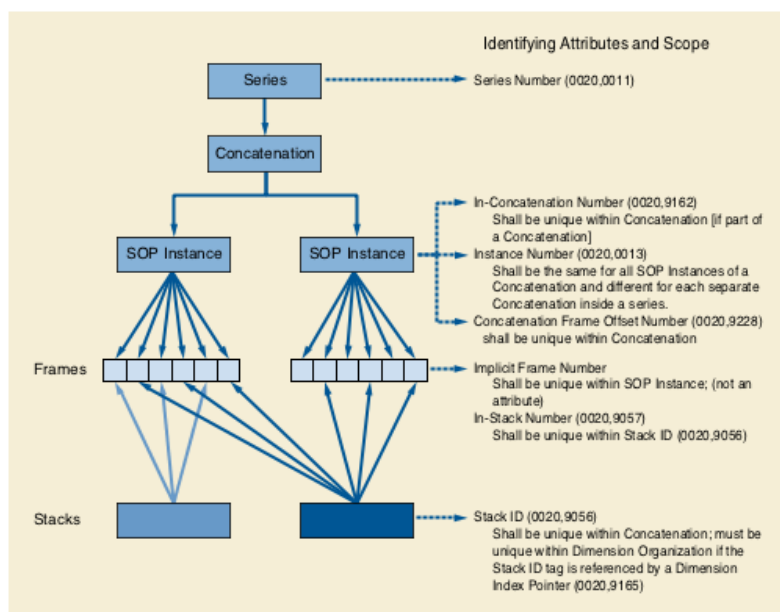 Identifying Attributes and Scope
Series
Series Number (0020,0011)
Concatenation
In-Concatenation Number (0020,9162)
Shall be unique within Concatenation [if part of
a Concatenation]
SOP Instance
SOP Instance
Instance Number (0020,0013)
Shall be the same for all SOP Instances of a
Concatenation and different for each separate
Concatenation inside a series.
Concatenation Frame Offset Number (0020,9228)
shall be unique within Concatenation
Frames
Implicit Frame Number
Shall be unique within SOP Instance; (not an
attribute)
In-Stack Number (0020,9057)
Shall be unique within Stack ID (0020,9056)
Stacks
Stack ID (0020,9056)
Shall be unique within Concatenation; must be
unique within Dimension Organization if the
Stack ID tag is referenced by a Dimension
Index Pointer (0020,9165)